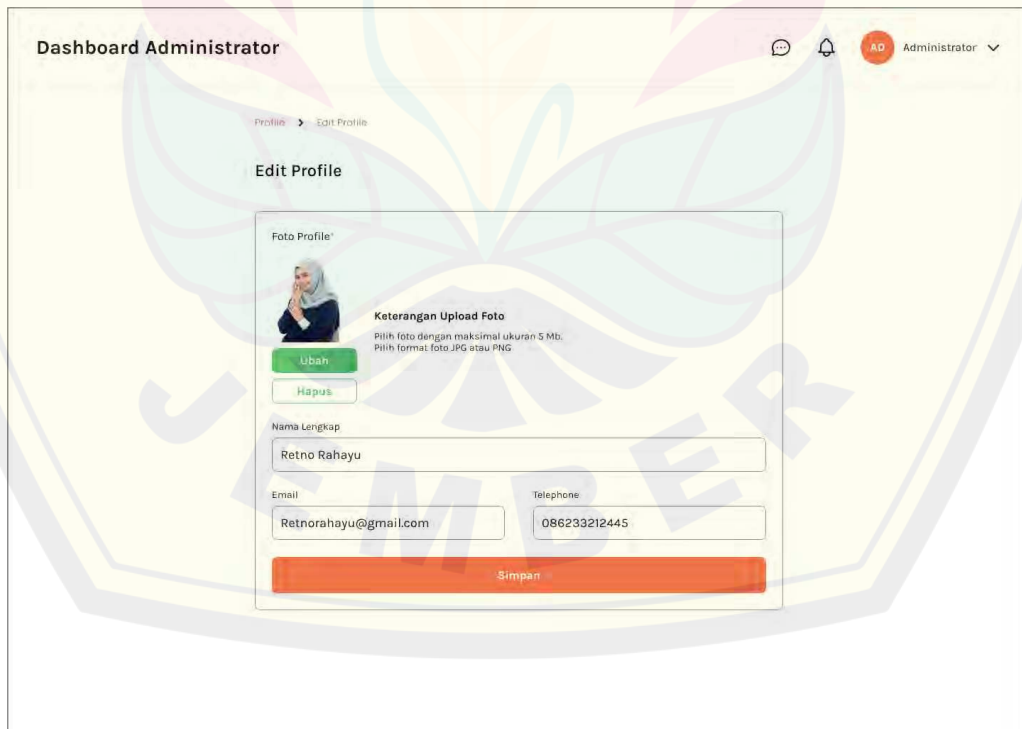 Dashboard Administrator
AD Administrator
Profile > Edit Profile
Edit Profile
Foto Profile*
Keterangan Upload Foto
Pilih foto dengan maksimal ukuran 5 Mb.
Pilih format foto JPG atau PNG
Ubah
Hapus
Nama Lengkap
Retno Rahayu
Email Telephone
Retnorahayu@gmail.com 086233212445
Simpan
JEMBER